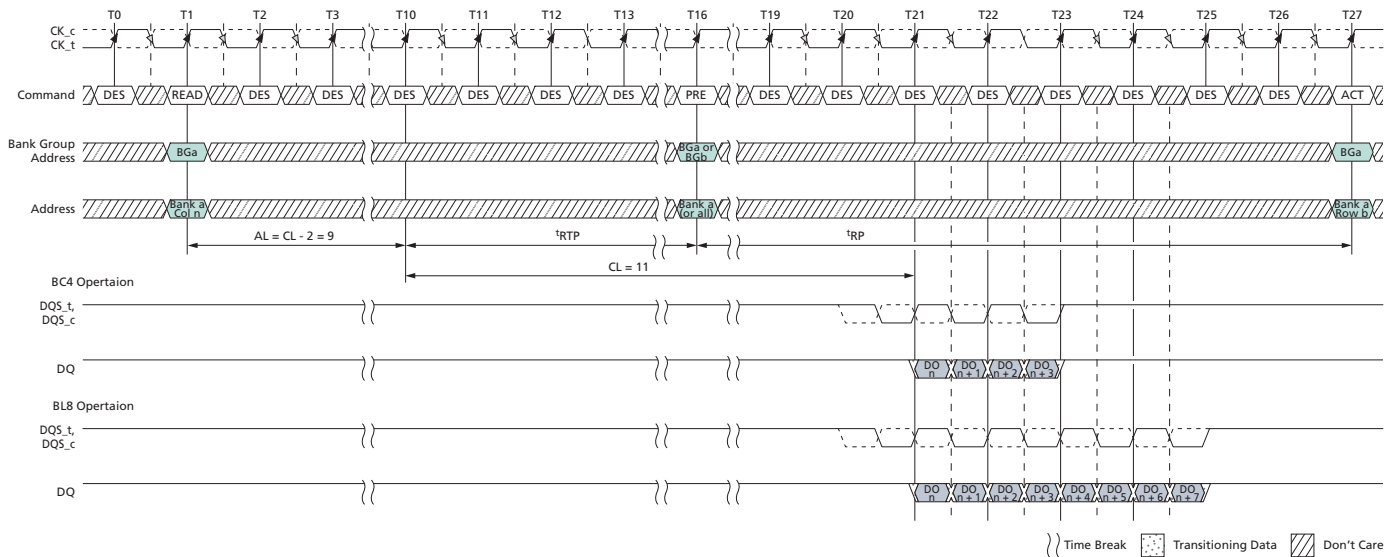 T0 T1 T2 T3 T10 T11 T12 T13 T16 T19 T20 T21 T22 T23 T24 T25 T26 T27
CK_c
CK_t
Command DES READ DES DES DES DES DES DES PRE DES DES DES DES DES DES DES DES ACT
Bank Group
Address
BGa
BGa or
BGb
BGa
Address
Bank a
Col n
Bank a
(or all)
Bank a
Row b
AL = CL - 2 = 9
tRTP
tRP
CL = 11
BC4 Opertaion
DQS_t,
DQS_c
DQ
DO
n
DO
n + 1
DO
n + 2
DO
n + 3
BL8 Opertaion
DQS_t,
DQS_c
DQ
DO
n
DO
n + 1
DO
n + 2
DO
n + 3
DO
n + 4
DO
n + 5
DO
n + 6
DO
n + 7
Time Break Transitioning Data Don't Care